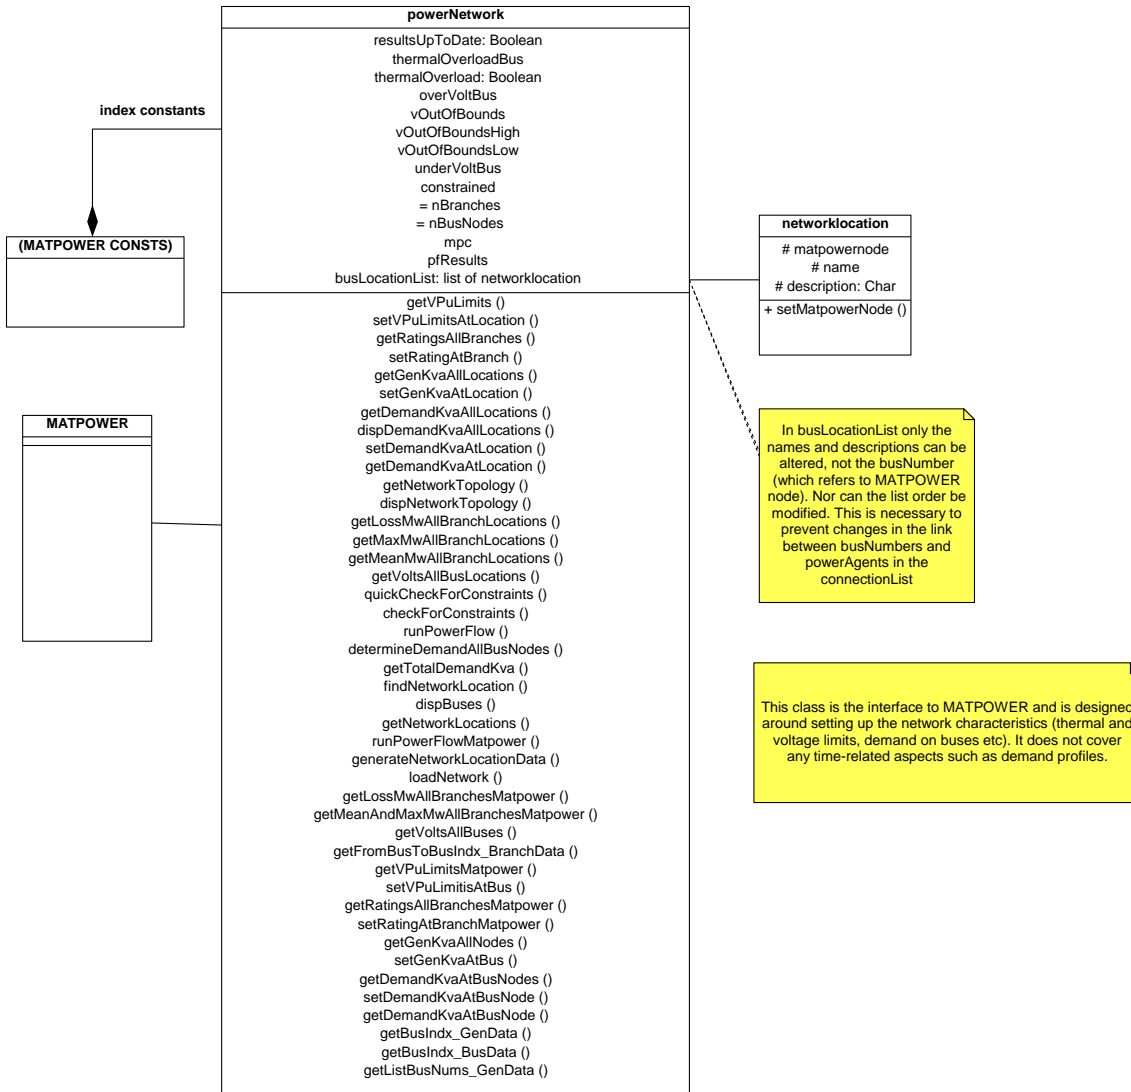 powerNetwork
resultsUpToDate: Boolean
thermalOverloadBus
thermalOverload: Boolean
overVoltBus
vOutOfBounds
vOutOfBoundsHigh
vOutOfBoundsLow
underVoltBus
constrained
= nBranches
= nBusNodes
mpc
pfResults
busLocationList: list of networklocation
getVPuLimits ()
setVPuLimitsAtLocation ()
getRatingsAllBranches ()
setRatingAtBranch ()
getGenKvaAllLocations ()
setGenKvaAtLocation ()
getDemandKvaAllLocations ()
dispDemandKvaAllLocations ()
setDemandKvaAtLocation ()
getDemandKvaAtLocation ()
getNetworkTopology ()
dispNetworkTopology ()
getLossMwAllBranchLocations ()
getMaxMwAllBranchLocations ()
getMeanMwAllBranchLocations ()
getVoltsAllBusLocations ()
quickCheckForConstraints ()
checkForConstraints ()
runPowerFlow ()
determineDemandAllBusNodes ()
getTotalDemandKva ()
findNetworkLocation ()
dispBuses ()
getNetworkLocations ()
runPowerFlowMatpower ()
generateNetworkLocationData ()
loadNetwork ()
getLossMwAllBranchesMatpower ()
getMeanAndMaxMwAllBranchesMatpower ()
getVoltsAllBuses ()
getFromBusToBusIndx_BranchData ()
getVPuLimitsMatpower ()
setVPuLimitisAtBus ()
getRatingsAllBranchesMatpower ()
setRatingAtBranchMatpower ()
getGenKvaAllNodes ()
setGenKvaAtBus ()
getDemandKvaAtBusNodes ()
setDemandKvaAtBusNode ()
getDemandKvaAtBusNode ()
getBusIndx_GenData ()
getBusIndx_BusData ()
getListBusNums_GenData ()
index constants
(MATPOWER CONSTS)
MATPOWER
networklocation
# matpowernode
# name
# description: Char
+ setMatpowerNode ()
In busLocationList only the
names and descriptions can be
altered, not the busNumber
(which refers to MATPOWER
node). Nor can the list order be
modified. This is necessary to
prevent changes in the link
between busNumbers and
powerAgents in the
connectionList
This class is the interface to MATPOWER and is designed
around setting up the network characteristics (thermal and
voltage limits, demand on buses etc). It does not cover
any time-related aspects such as demand profiles.